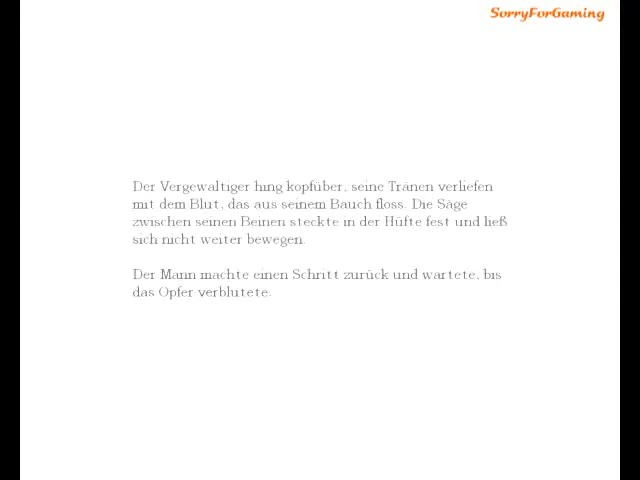 SorryForGaming
Der Vergewaltiger hing kopfüber, seine Tränen verliefen
mit dem Blut, das aus seinem Bauch floss. Die Säge
zwischen seinen Beinen steckte in der Hüfte fest und ließ
sich nicht weiter bewegen.
Der Mann machte einen Schritt zurück und wartete, bis
das Opfer verblutete.